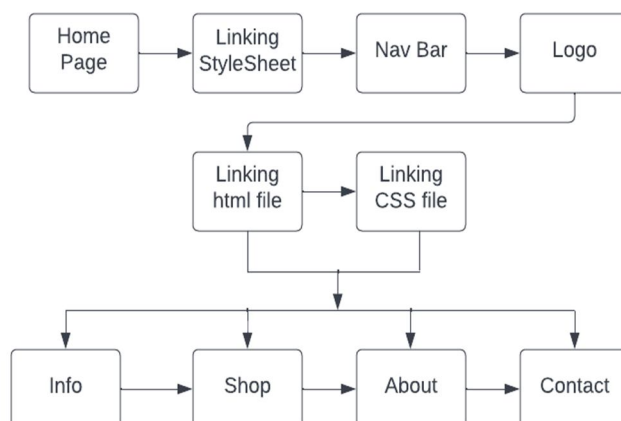 Home
Page
Linking
StyleSheet
Nav Bar
Logo
Linking
html file
Linking
CSS file
Info
Shop
About
Contact